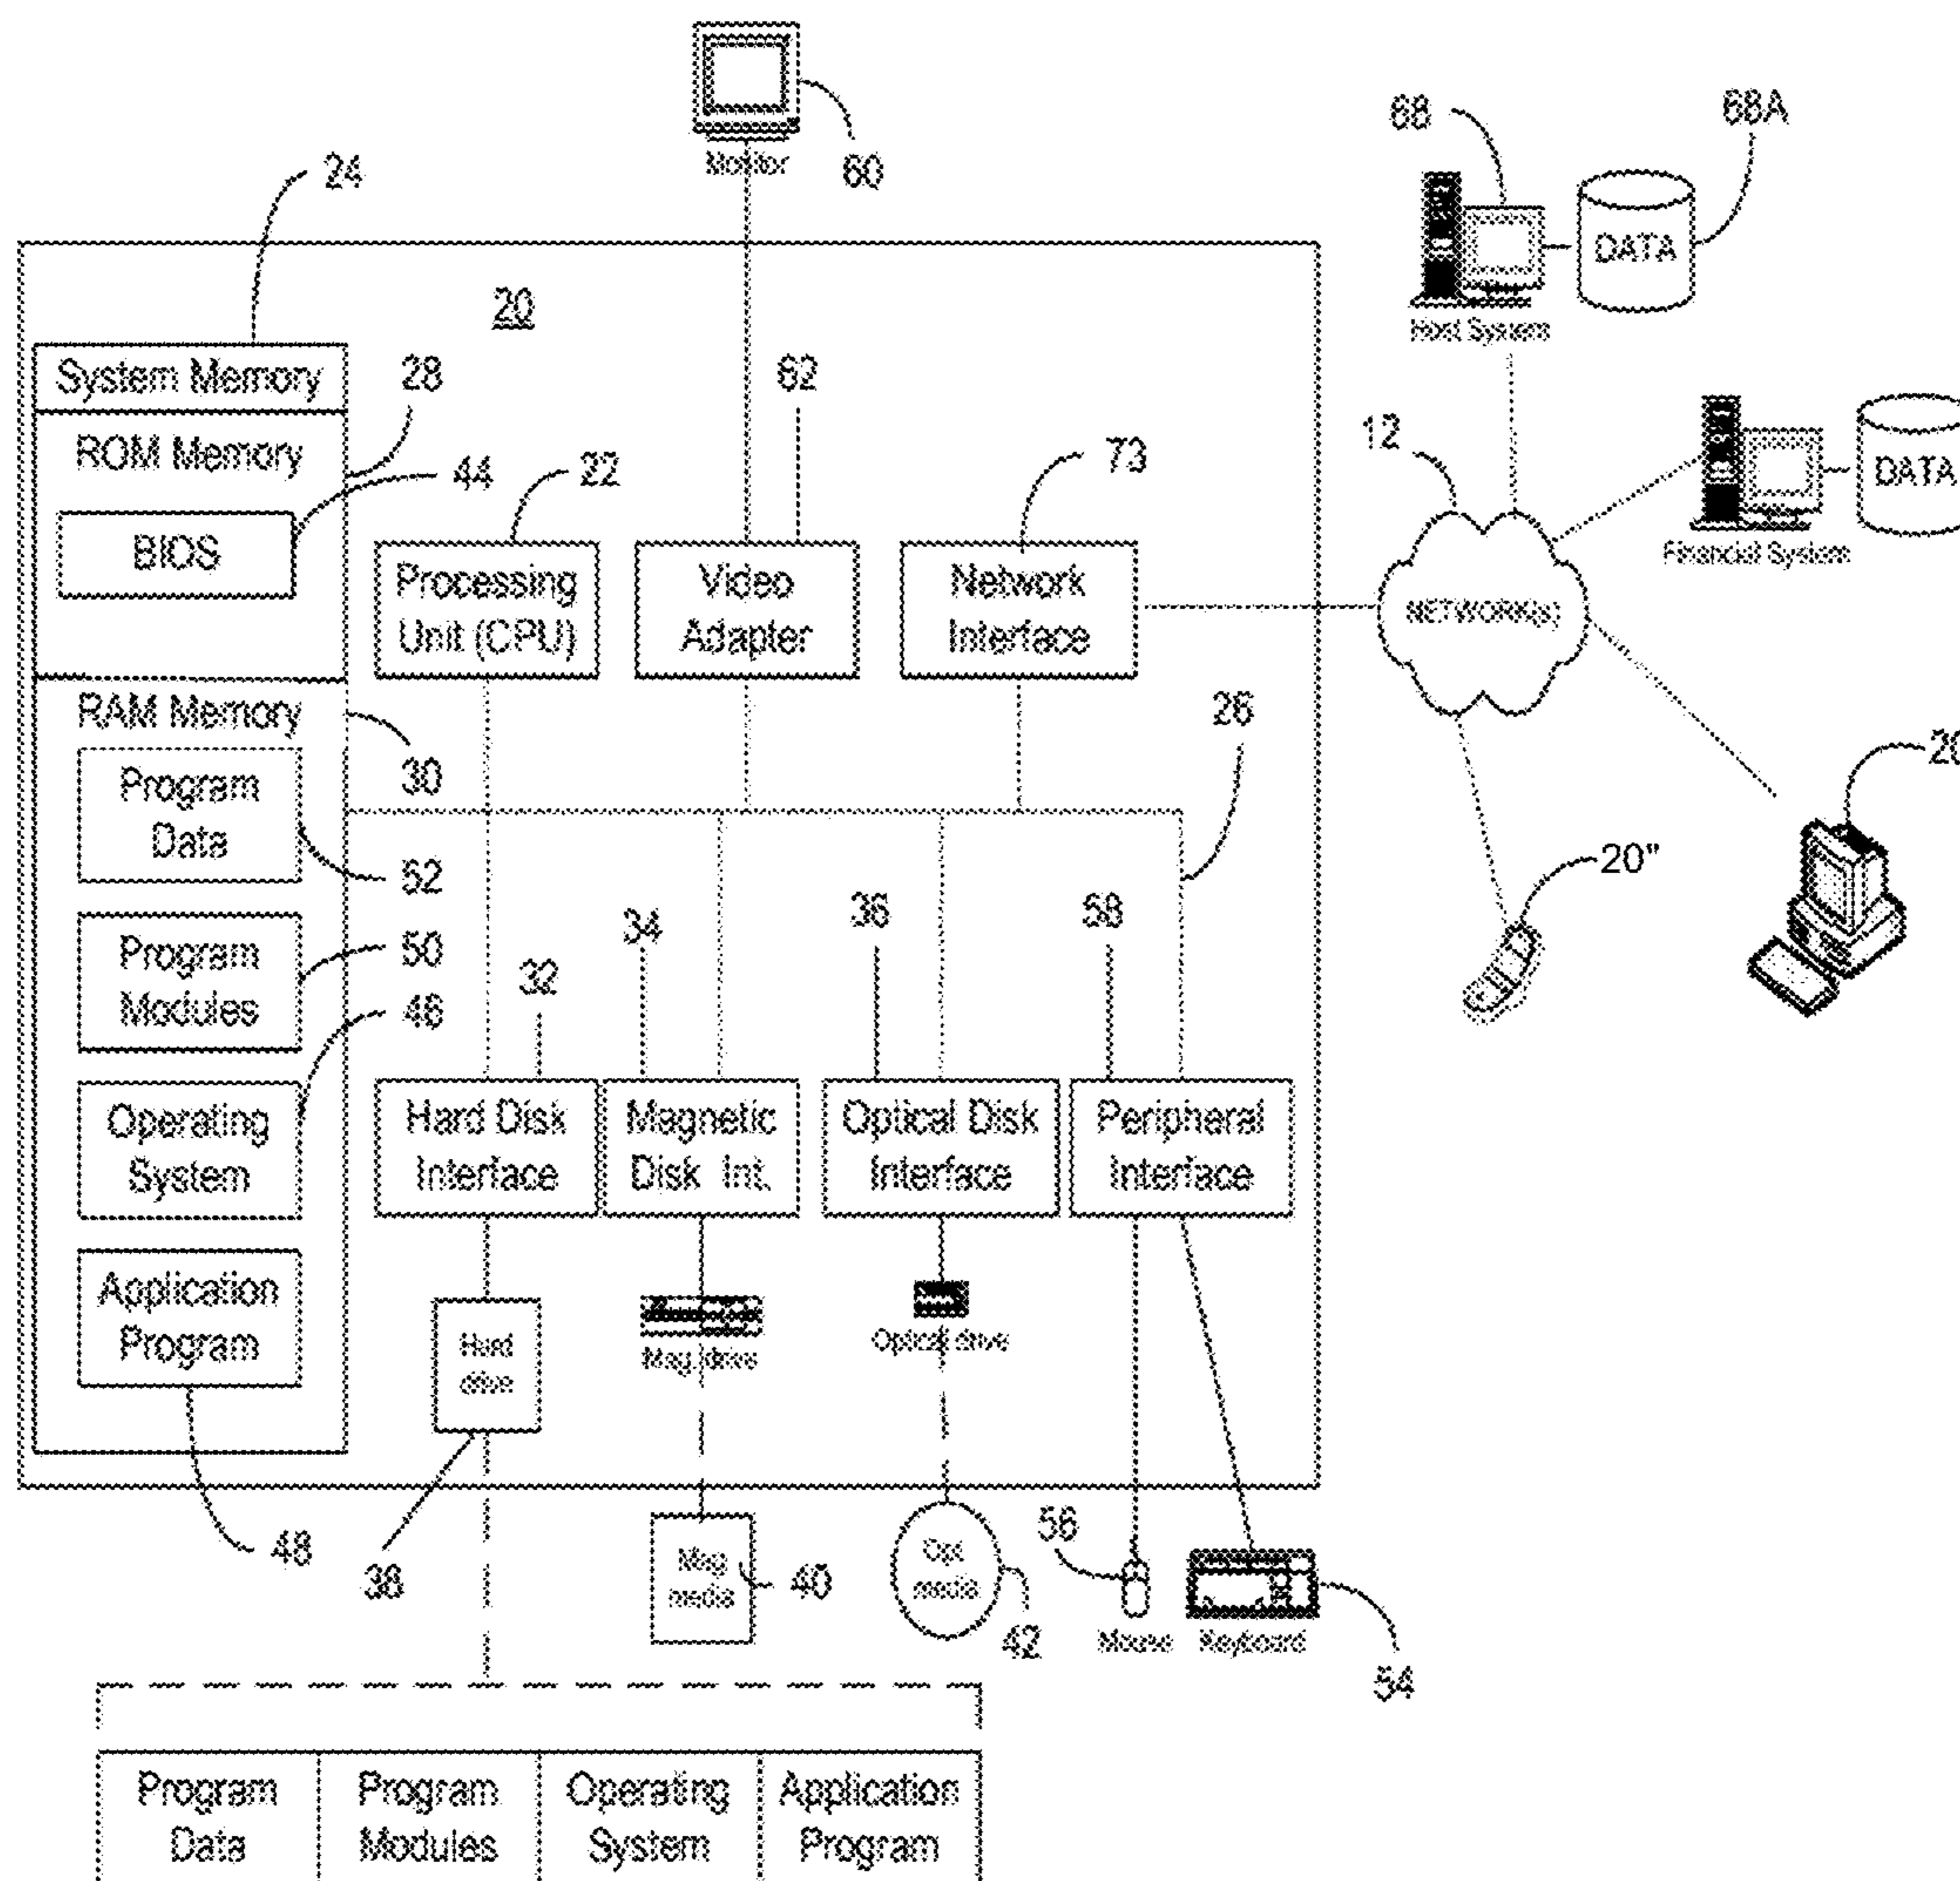 Monitor
60
68
68A
DATA
Host System
24
20
System Memory
28
62
ROM Memory
44
22
73
12
DATA
Financial System
BIOS
Processing
Unit (CPU)
Video
Adapter
Network
Interface
NETWORK(s)
RAM Memory
30
26
20
Program
Data
52
20"
34
36
58
Program
Modules
50
32
46
Operating
System
Hard Disk
Interface
Magnetic
Disk Int.
Optical Disk
Interface
Peripheral
Interface
Application
Program
Hard
drive
Mag drive
Optical drive
48
38
Mag
media
40
Opt
media
42
56
Mouse
Keyboard
54
Program
Data
Program
Modules
Operating
System
Application
Program